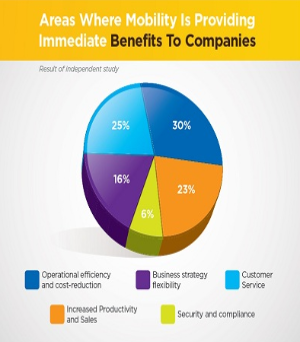 Areas Where Mobility Is Providing
Immediate Benefits To Companies
Result of independent study
25%
30%
16%
23%
6%
Operational efficiency
and cost-reduction
Business strategy
flexibility
Customer
Service
Increased Productivity
and Sales
Security and compliance